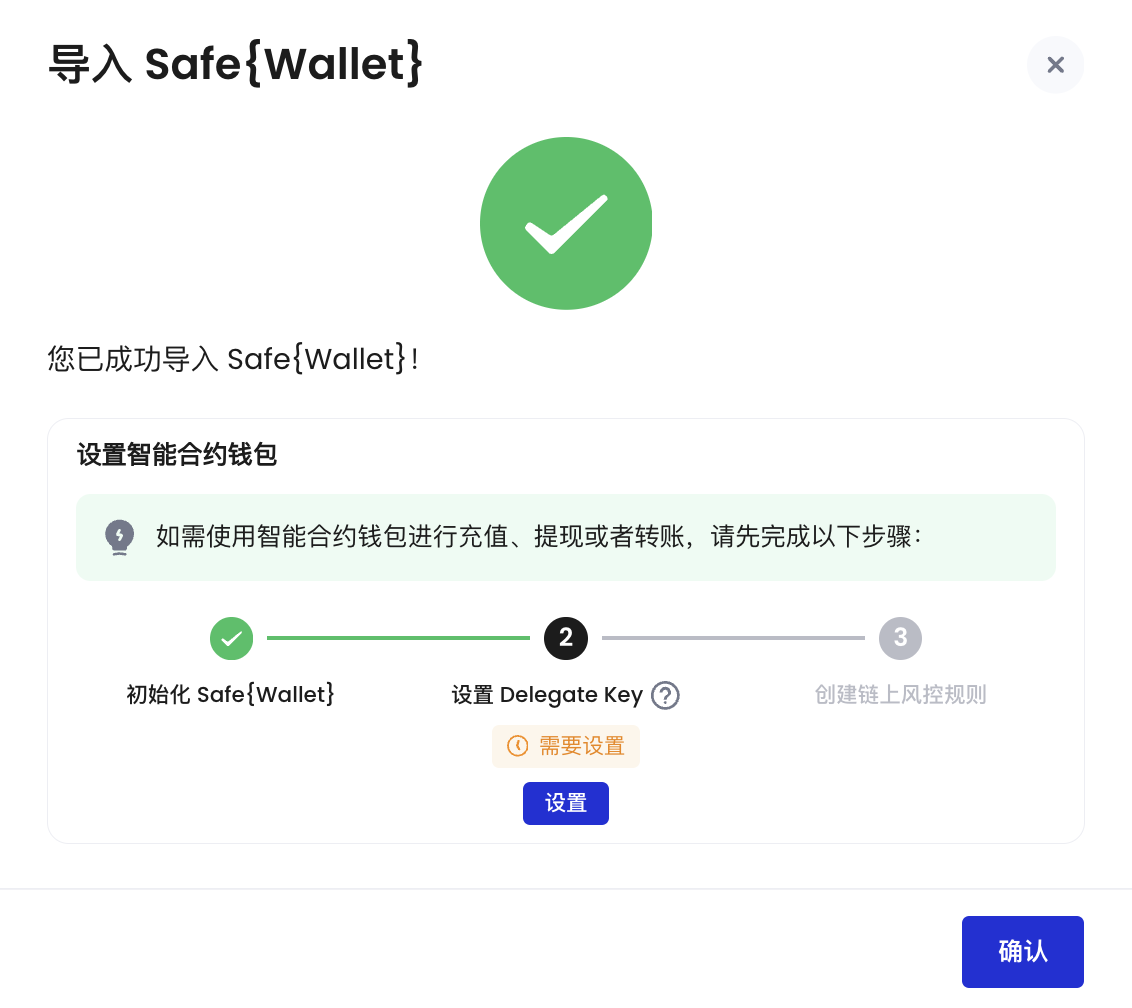 导入 Safe{Wallet}
您已成功导入 Safe{Wallet}！
设置智能合约钱包
如需使用智能合约钱包进行充值、提现或者转账，请先完成以下步骤：
2
3
初始化 Safe{Wallet}
设置 Delegate Key ?
创建链上风控规则
需要设置
设置
确认